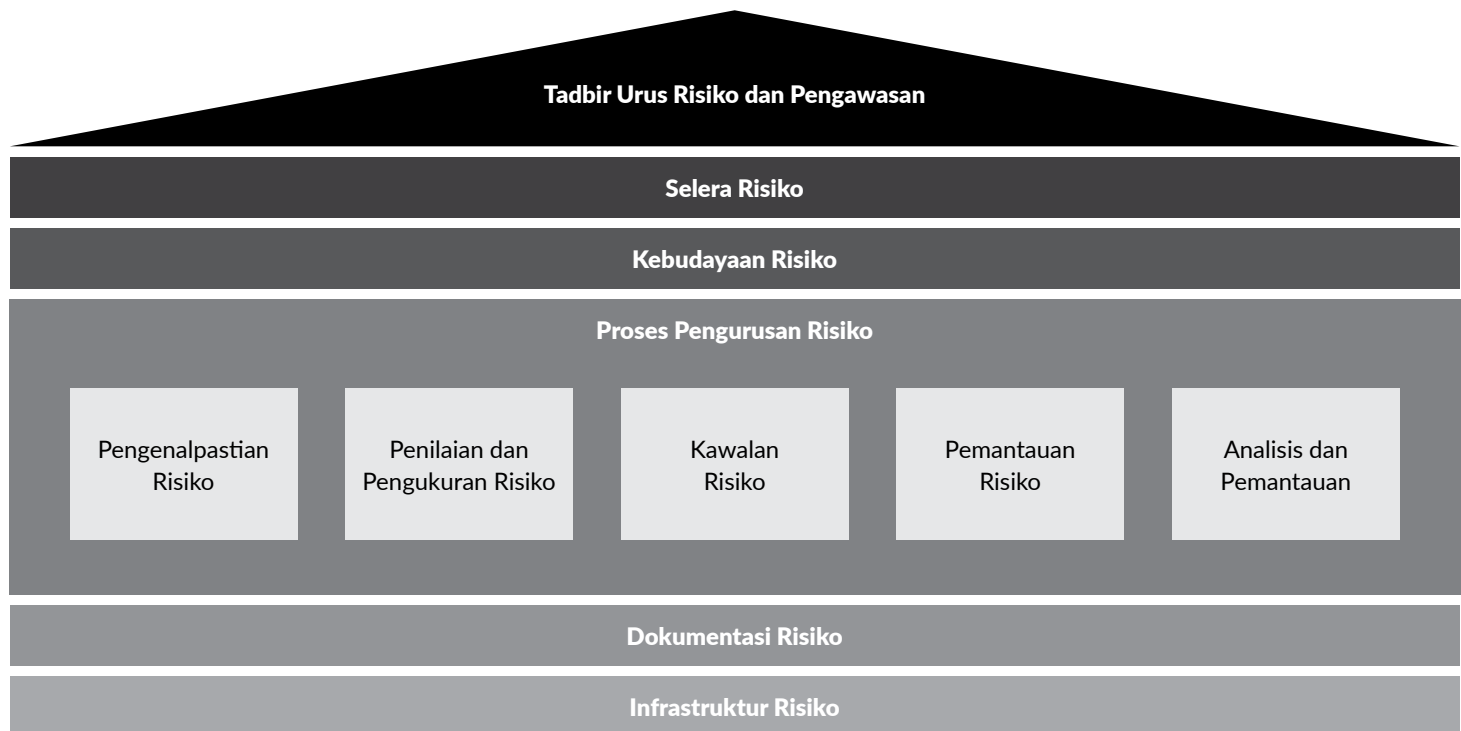 Tadbir Urus Risiko dan Pengawasan
Selera Risiko
Kebudayaan Risiko
Proses Pengurusan Risiko
Pengenalpastian
Risiko
Penilaian dan
Pengukuran Risiko
Kawalan
Risiko
Pemantauan
Risiko
Analisis dan
Pemantauan
Dokumentasi Risiko
Infrastruktur Risiko